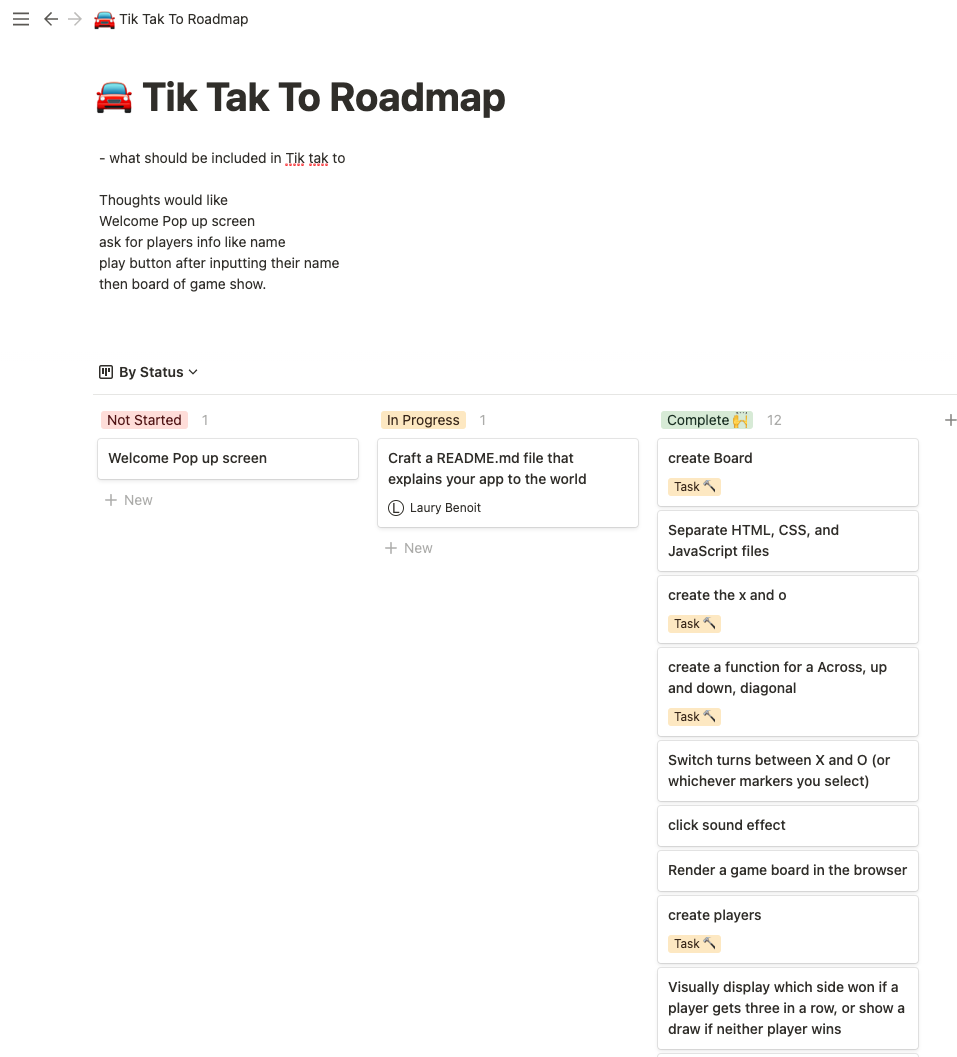 Tik Tak To Roadmap
Tik Tak To Roadmap
- what should be included in Tik tak to
Thoughts would like
Welcome Pop up screen
ask for players info like name
play button after inputting their name
then board of game show.
By Status
Not Started 1
Welcome Pop up screen
New
In Progress 1
Craft a README.md file that
explains your app to the world
L Laury Benoit
New
Complete 12
create Board
Task
Separate HTML, CSS, and
JavaScript files
create the x and o
Task
create a function for a Across, up
and down, diagonal
Task
Switch turns between X and O (or
whichever markers you select)
click sound effect
Render a game board in the browser
create players
Task
Visually display which side won if a
player gets three in a row, or show a
draw if neither player wins